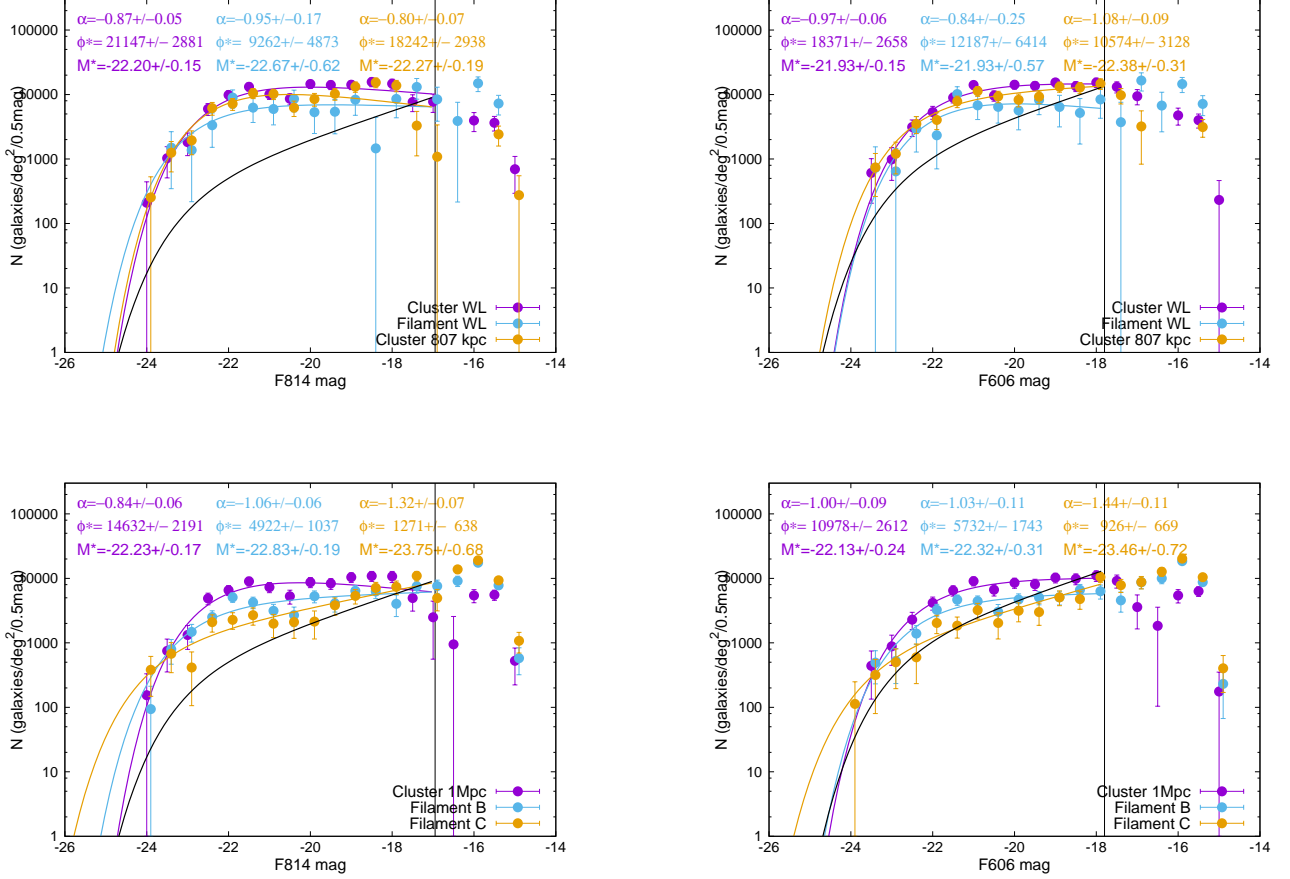 α=−0.87+/−0.05 α=−0.95+/−0.17 α=−0.80+/−0.07
ϕ*= 21147+/− 2881 ϕ*= 9262+/− 4873 ϕ*= 18242+/− 2938
M*=-22.20+/-0.15 M*=-22.67+/-0.62 M*=-22.27+/-0.19
100000
10000
1000
100
10
1
N (galaxies/deg²/0.5mag)
Cluster WL
Filament WL
Cluster 807 kpc
-26 -24 -22 -20 -18 -16 -14
F814 mag
α=−0.97+/−0.06 α=−0.84+/−0.25 α=−1.08+/−0.09
ϕ*= 18371+/− 2658 ϕ*= 12187+/− 6414 ϕ*= 10574+/− 3128
M*=-21.93+/-0.15 M*=-21.93+/-0.57 M*=-22.38+/-0.31
100000
10000
1000
100
10
1
N (galaxies/deg²/0.5mag)
Cluster WL
Filament WL
Cluster 807 kpc
-26 -24 -22 -20 -18 -16 -14
F606 mag
α=−0.84+/−0.06 α=−1.06+/−0.06 α=−1.32+/−0.07
ϕ*= 14632+/− 2191 ϕ*= 4922+/− 1037 ϕ*= 1271+/− 638
M*=-22.23+/-0.17 M*=-22.83+/-0.19 M*=-23.75+/-0.68
100000
10000
1000
100
10
1
N (galaxies/deg²/0.5mag)
Cluster 1Mpc
Filament B
Filament C
-26 -24 -22 -20 -18 -16 -14
F814 mag
α=−1.00+/−0.09 α=−1.03+/−0.11 α=−1.44+/−0.11
ϕ*= 10978+/− 2612 ϕ*= 5732+/− 1743 ϕ*= 926+/− 669
M*=-22.13+/-0.24 M*=-22.32+/-0.31 M*=-23.46+/-0.72
100000
10000
1000
100
10
1
N (galaxies/deg²/0.5mag)
Cluster 1Mpc
Filament B
Filament C
-26 -24 -22 -20 -18 -16 -14
F606 mag